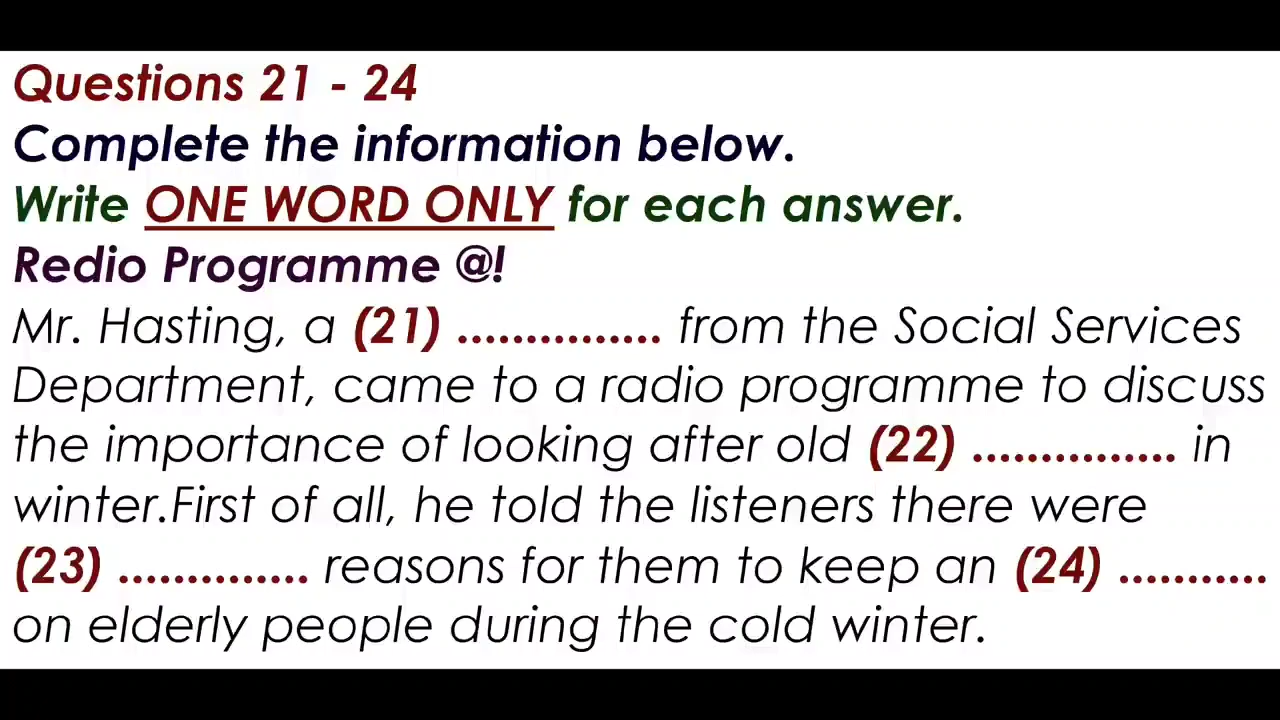 Questions 21 - 24
Complete the information below.
Write ONE WORD ONLY for each answer.
Redio Programme @!
Mr. Hasting, a (21) ............... from the Social Services
Department, came to a radio programme to discuss
the importance of looking after old (22) ............... in
winter.First of all, he told the listeners there were
(23) .............. reasons for them to keep an (24) ...........
on elderly people during the cold winter.